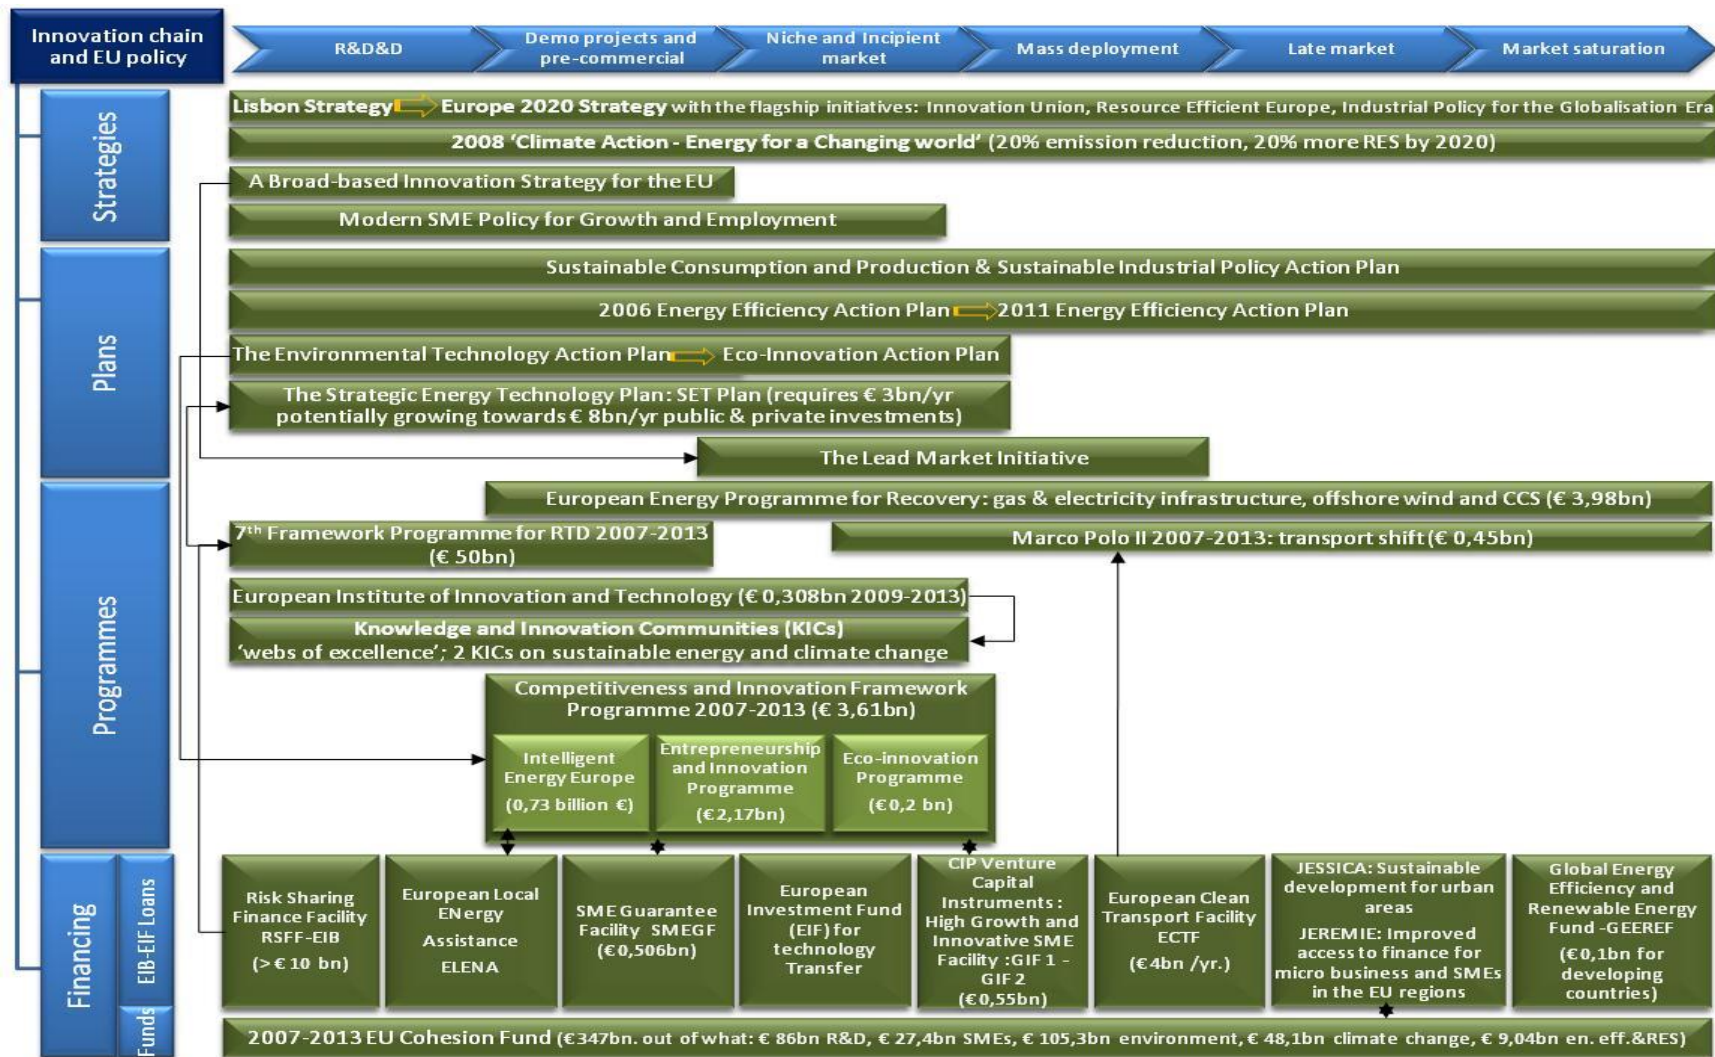 Innovation chain
and EU policy
R&D&D
Demo projects and
pre-commercial
Niche and Incipient
market
Mass deployment
Late market
Market saturation
Strategies
Lisbon Strategy Europe 2020 Strategy with the flagship initiatives: Innovation Union, Resource Efficient Europe, Industrial Policy for the Globalisation Era
2008 ‘Climate Action - Energy for a Changing world’ (20% emission reduction, 20% more RES by 2020)
A Broad-based Innovation Strategy for the EU
Modern SME Policy for Growth and Employment
Plans
Sustainable Consumption and Production & Sustainable Industrial Policy Action Plan
2006 Energy Efficiency Action Plan 2011 Energy Efficiency Action Plan
The Environmental Technology Action Plan Eco-Innovation Action Plan
The Strategic Energy Technology Plan: SET Plan (requires € 3bn/yr
potentially growing towards € 8bn/yr public & private investments)
The Lead Market Initiative
Programmes
European Energy Programme for Recovery: gas & electricity infrastructure, offshore wind and CCS (€ 3,98bn)
7th Framework Programme for RTD 2007-2013
(€ 50bn)
Marco Polo II 2007-2013: transport shift (€ 0,45bn)
European Institute of Innovation and Technology (€ 0,308bn 2009-2013)
Knowledge and Innovation Communities (KICs)
‘webs of excellence’; 2 KICs on sustainable energy and climate change
Competitiveness and Innovation Framework
Programme 2007-2013 (€ 3,61bn)
Intelligent
Energy Europe
(0,73 billion €)
Entrepreneurship
and Innovation
Programme
(€2,17bn)
Eco-innovation
Programme
(€0,2 bn)
Financing
EIB-EIF Loans
Risk Sharing
Finance Facility
RSFF-EIB
(>€ 10 bn)
European Local
ENergy
Assistance
ELENA
SME Guarantee
Facility SMEGF
(€0,506bn)
European
Investment Fund
(EIF) for
technology
Transfer
CIP Venture
Capital
Instruments :
High Growth and
Innovative SME
Facility :GIF 1 -
GIF 2
(€0,55bn)
European Clean
Transport Facility
ECTF
(€4bn /yr.)
JESSICA: Sustainable
development for urban
areas
JEREMIE: Improved
access to finance for
micro business and SMEs
in the EU regions
Global Energy
Efficiency and
Renewable Energy
Fund -GEEREF
(€0,1bn for
developing
countries)
Funds
2007-2013 EU Cohesion Fund (€347bn. out of what: € 86bn R&D, € 27,4bn SMEs, € 105,3bn environment, € 48,1bn climate change, € 9,04bn en. eff.&RES)